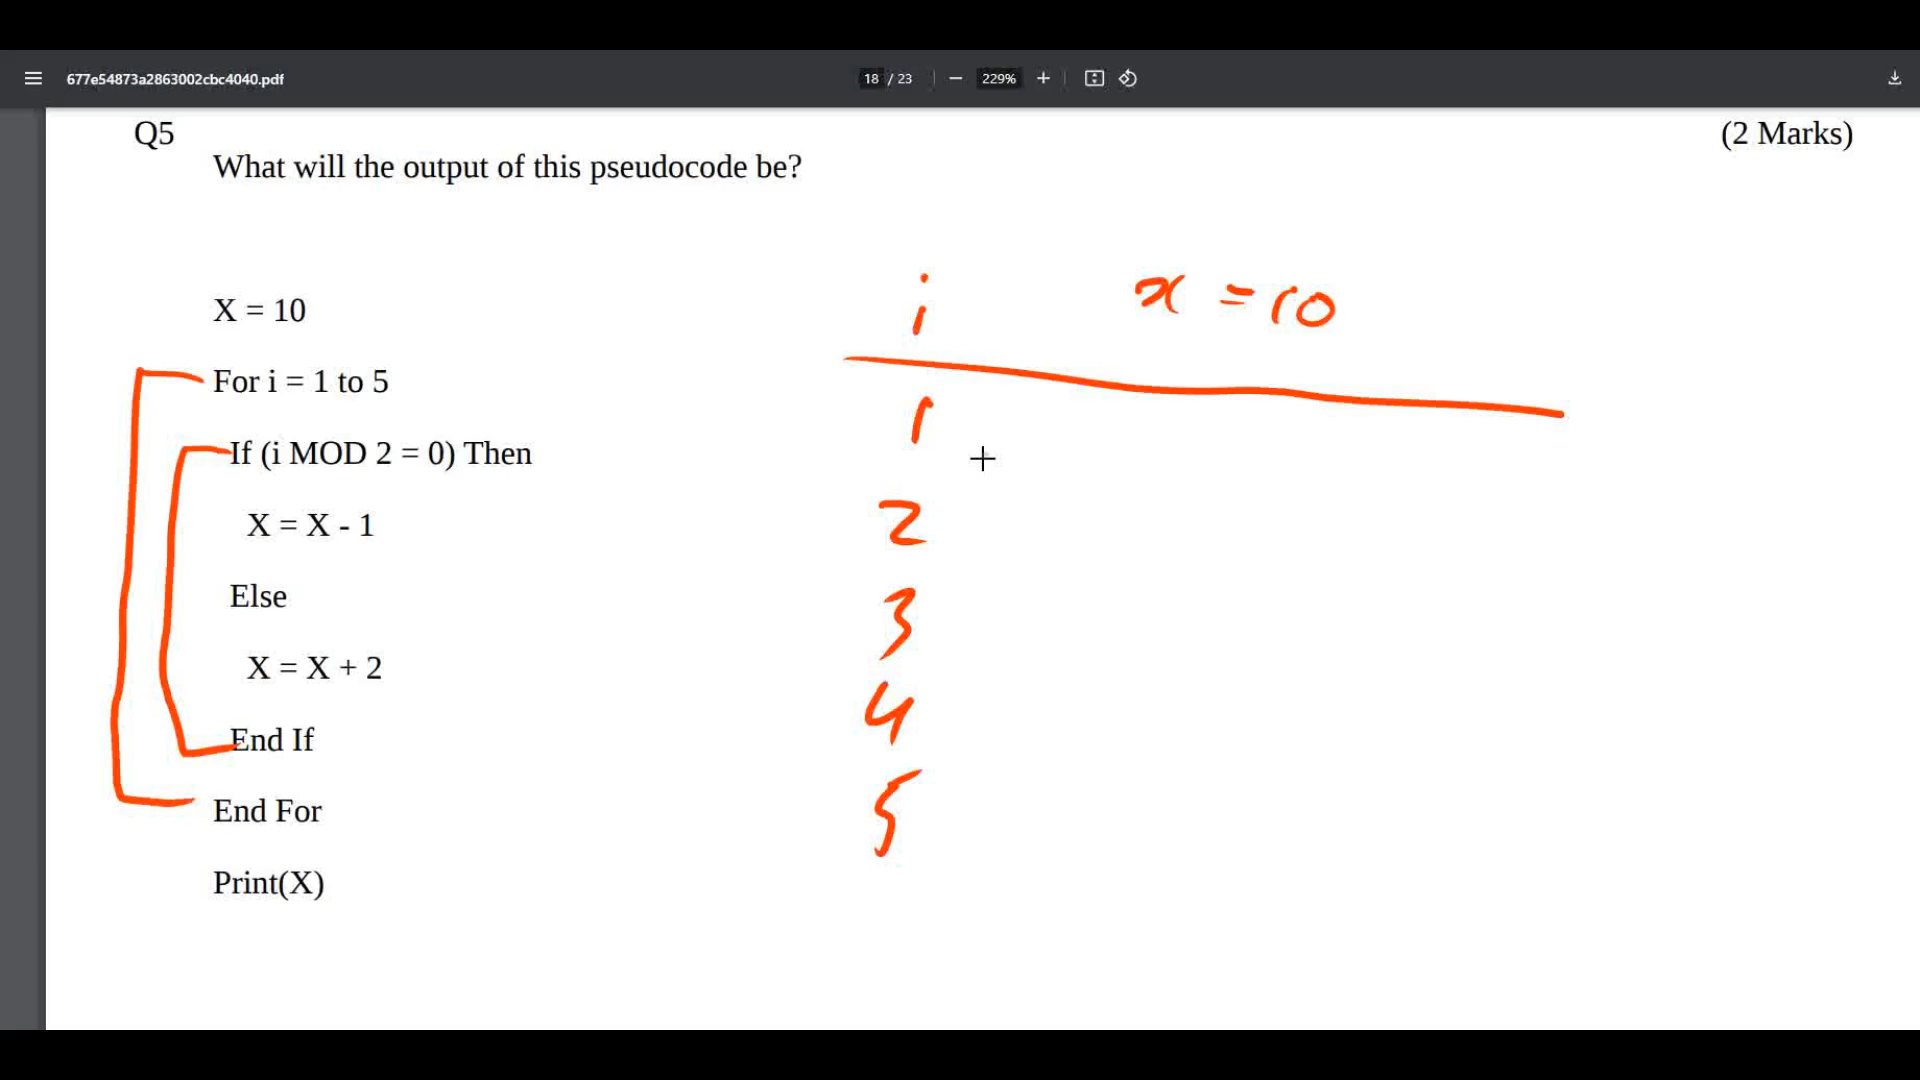 677e54873a2863002cbc4040.pdf
18 / 23
229%
Q5
(2 Marks)
What will the output of this pseudocode be?
X = 10
For i = 1 to 5
If (i MOD 2 = 0) Then
X = X - 1
Else
X = X + 2
End If
End For
Print(X)
i
x = 10
1
2
3
4
5